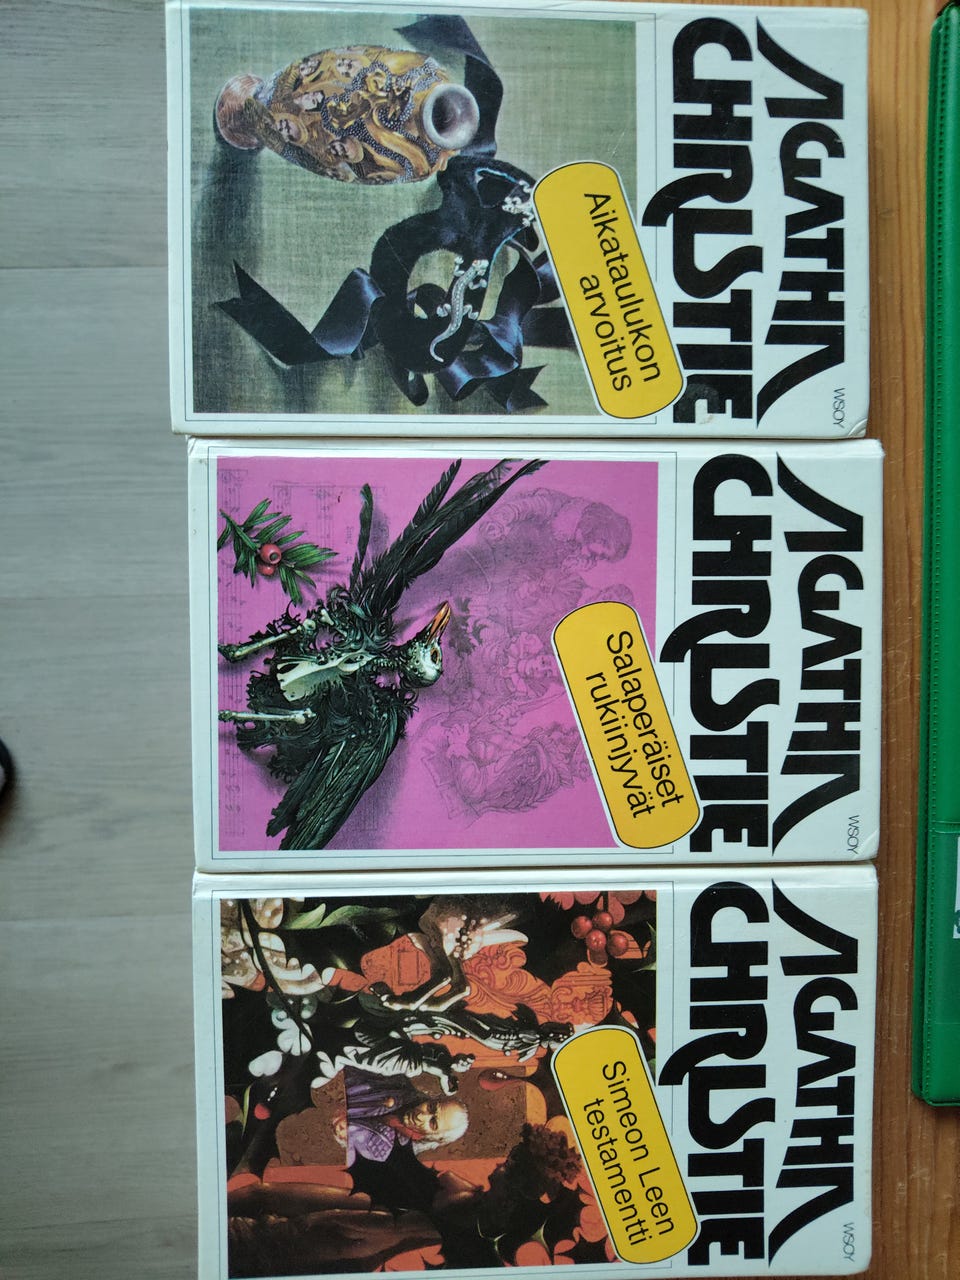 AGATHA
CHRISTIE
Aikataulukon
arvoitus
WSOY
AGATHA
CHRISTIE
Salaperäiset
rukiinjyvät
WSOY
AGATHA
CHRISTIE
Simeon Leen
testamentti
WSOY